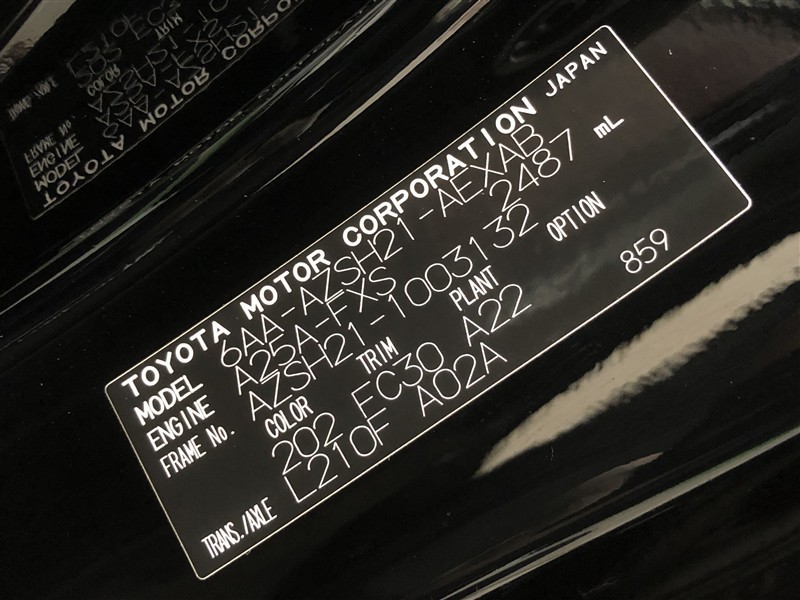 TOYOTA MOTOR CORPORATION JAPAN
MODEL 6AA-AZSH21-AEXAB
ENGINE A25A-FXS 2487 mL
FRAME No. AZSH21-1003132
COLOR TRIM PLANT OPTION
202 FC30 A22 859
TRANS./AXLE L210F A02A